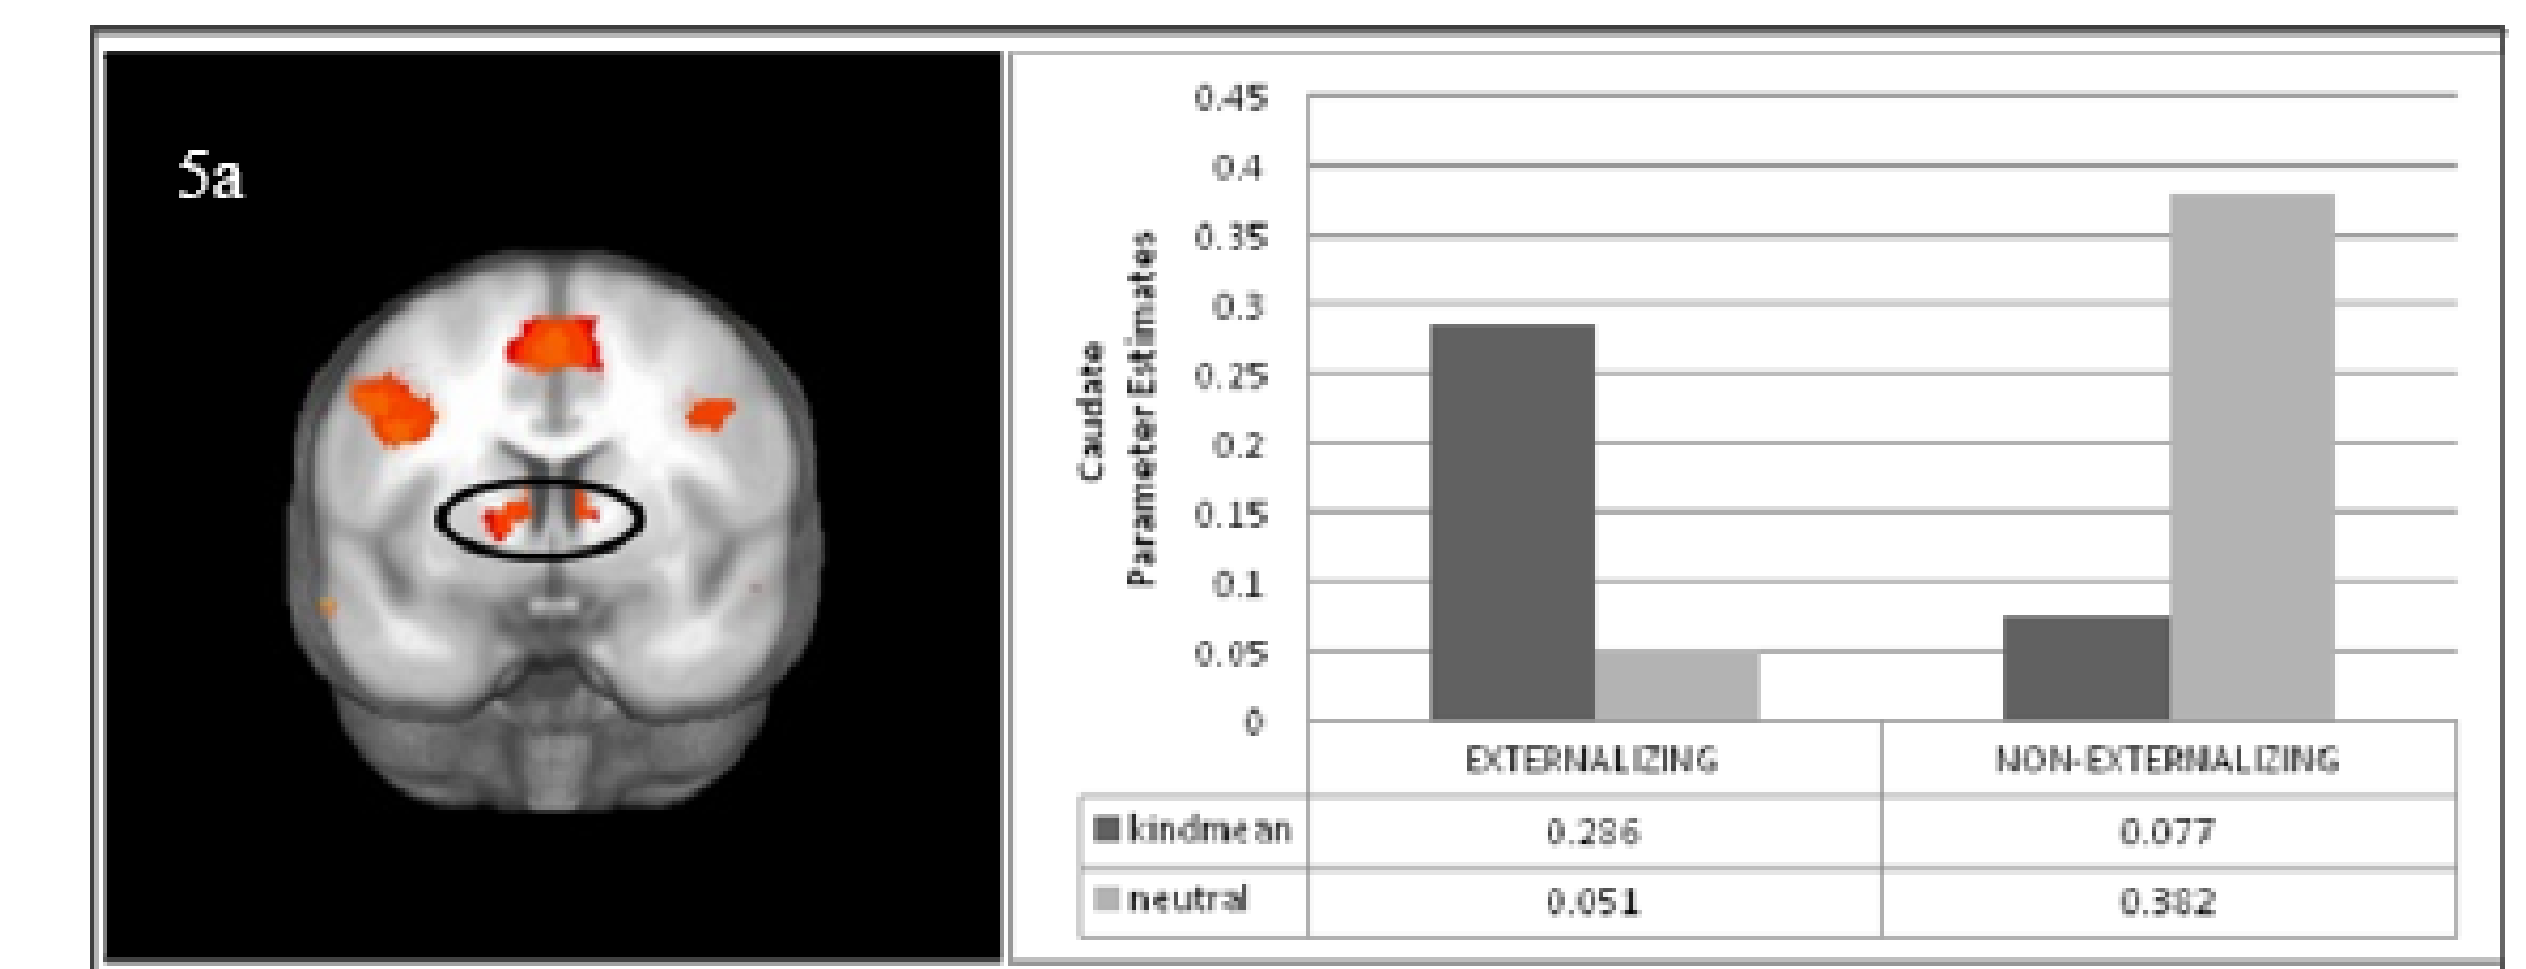 5a
Caudate
Parameter Estimates
0.45
0.4
0.35
0.3
0.25
0.2
0.15
0.1
0.05
0
EXTERNALIZING NON-EXTERNALIZING
kindmean 0.286 0.077
neutral 0.051 0.382